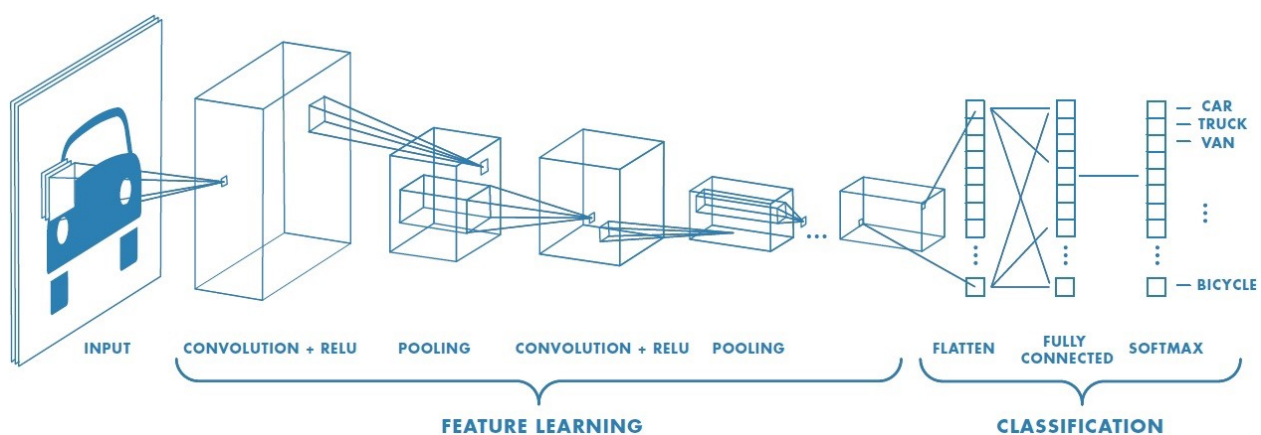 CAR
TRUCK
VAN
BICYCLE
INPUT
CONVOLUTION + RELU
POOLING
CONVOLUTION + RELU
POOLING
FLATTEN
FULLY
CONNECTED
SOFTMAX
FEATURE LEARNING
CLASSIFICATION